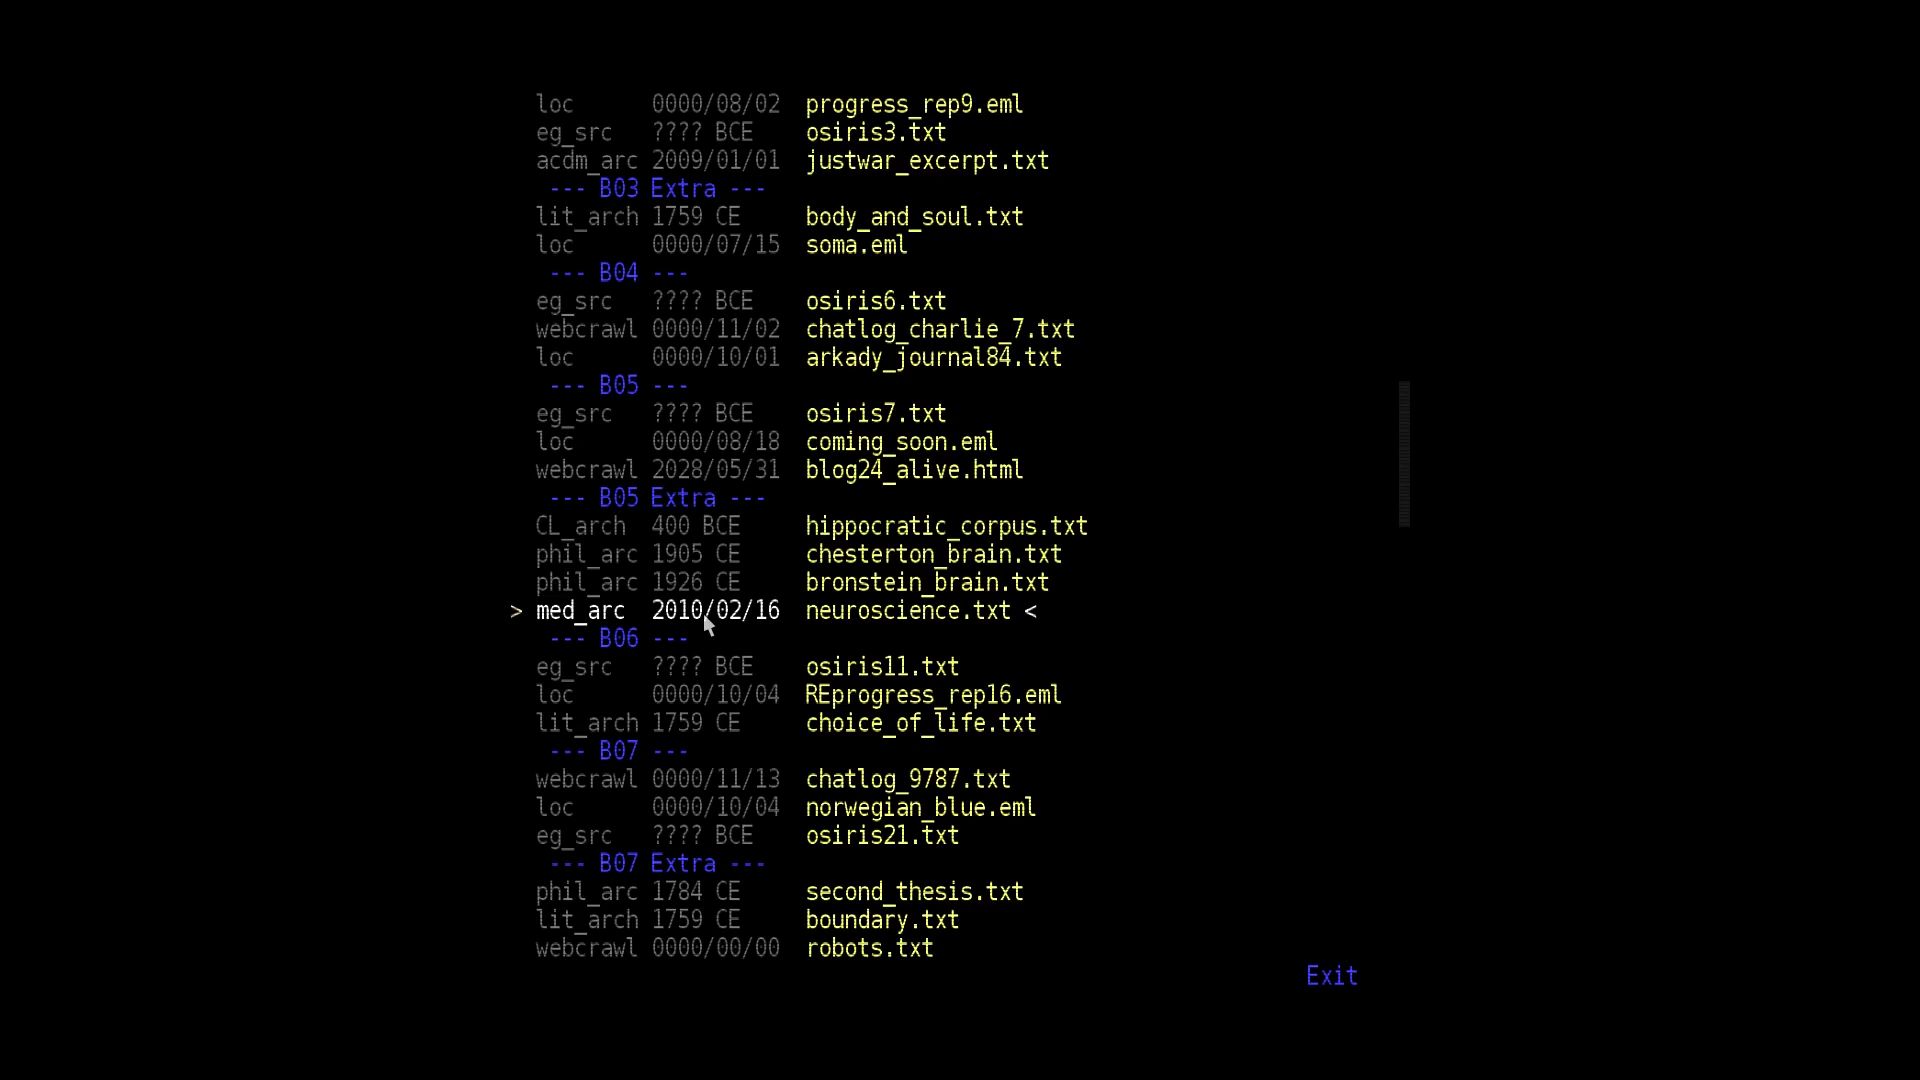 loc 0000/08/02 progress_rep9.eml
eg_src ???? BCE osiris3.txt
acdm_arc 2009/01/01 justwar_excerpt.txt
--- B03 Extra ---
lit_arch 1759 CE body_and_soul.txt
loc 0000/07/15 soma.eml
--- B04 ---
eg_src ???? BCE osiris6.txt
webcrawl 0000/11/02 chatlog_charlie_7.txt
loc 0000/10/01 arkady_journal84.txt
--- B05 ---
eg_src ???? BCE osiris7.txt
loc 0000/08/18 coming_soon.eml
webcrawl 2028/05/31 blog24_alive.html
--- B05 Extra ---
CL_arch 400 BCE hippocratic_corpus.txt
phil_arc 1905 CE chesterton_brain.txt
phil_arc 1926 CE bronstein_brain.txt
> med_arc 2010/02/16 neuroscience.txt <
--- B06 ---
eg_src ???? BCE osiris11.txt
loc 0000/10/04 REprogress_rep16.eml
lit_arch 1759 CE choice_of_life.txt
--- B07 ---
webcrawl 0000/11/13 chatlog_9787.txt
loc 0000/10/04 norwegian_blue.eml
eg_src ???? BCE osiris21.txt
--- B07 Extra ---
phil_arc 1784 CE second_thesis.txt
lit_arch 1759 CE boundary.txt
webcrawl 0000/00/00 robots.txt
Exit